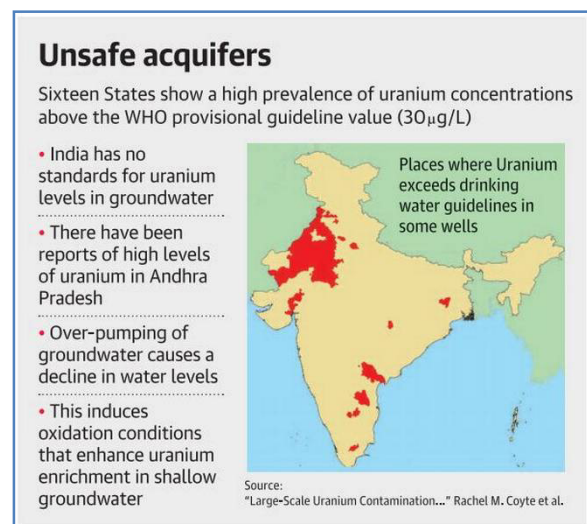 Unsafe acquifers
Sixteen States show a high prevalence of uranium concentrations
above the WHO provisional guideline value (30µg/L)
• India has no
standards for uranium
levels in groundwater
• There have been
reports of high levels
of uranium in Andhra
Pradesh
• Over-pumping of
groundwater causes a
decline in water levels
• This induces
oxidation conditions
that enhance uranium
enrichment in shallow
groundwater
Places where Uranium
exceeds drinking
water guidelines in
some wells
Source:
"Large-Scale Uranium Contamination..." Rachel M. Coyte et al.